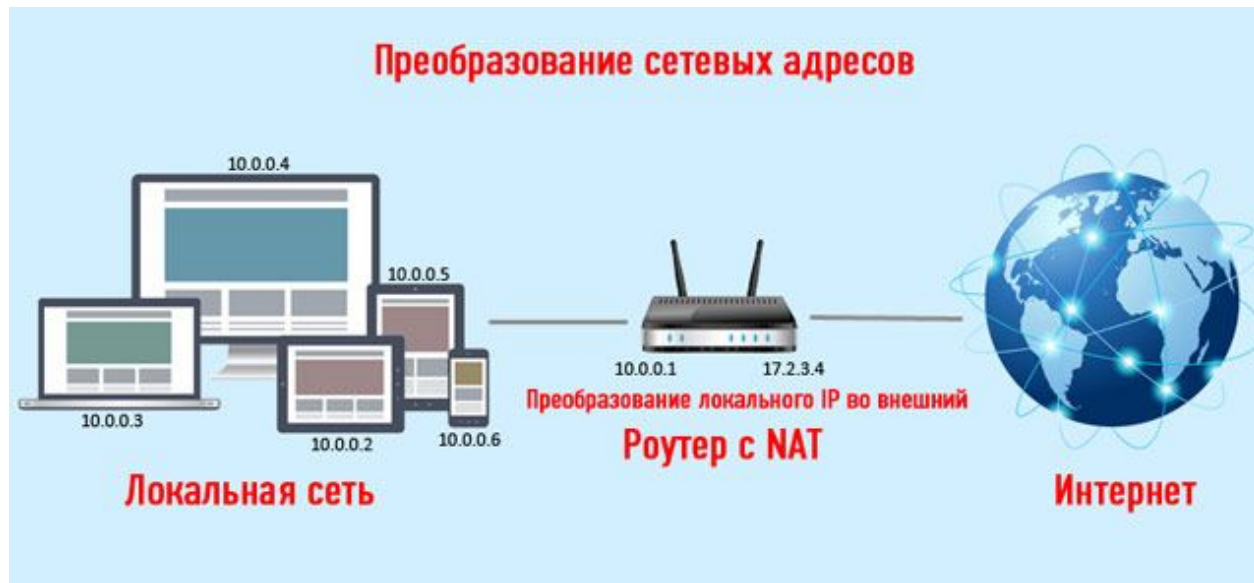 Преобразование сетевых адресов
10.0.0.4
10.0.0.5
10.0.0.3
10.0.0.2
10.0.0.6
10.0.0.1
17.2.3.4
Преобразование локального IP во внешний
Роутер с NAT
Локальная сеть
Интернет